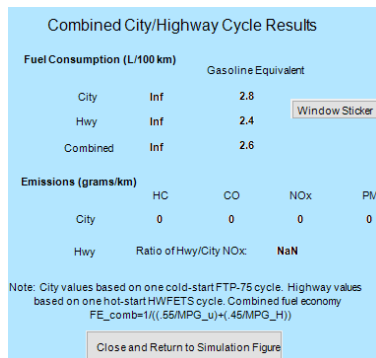 Combined City/Highway Cycle Results
Fuel Consumption (L/100 km)
Gasoline Equivalent
City Inf 2.8
Window Sticker
Hwy Inf 2.4
Combined Inf 2.6
Emissions (grams/km)
HC CO NOx PM
City 0 0 0 0
Hwy Ratio of Hwy/City NOx: NaN
Note: City values based on one cold-start FTP-75 cycle. Highway values
based on one hot-start HWFETS cycle. Combined fuel economy
FE_comb=1/((.55/MPG_u)+(.45/MPG_H))
Close and Return to Simulation Figure